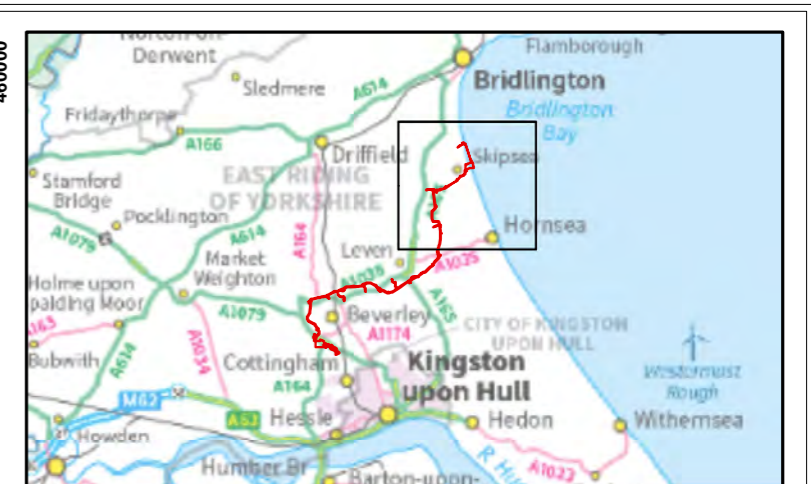 460000
Norton-on-
Derwent
Flamborough
Sledmere
A614
Bridlington
Bridlington
Bay
Fridaythorpe
A166
Driffield
Skipsea
EAST RIDING
OF YORKSHIRE
Stamford
Bridge
Pocklington
A1079
A614
A164
Leven
Hornsea
A1035
A1035
Market
Weighton
Holme upon
Spalding Moor
A1079
Beverley
A165
A1174
CITY OF KINGSTON
UPON HULL
A163
Bubwith
A614
A1034
Cottingham
Kingston
upon Hull
Westermost
Rough
A164
M62
A63
Hessle
Hedon
Withernsea
Howden
Humber Br
Barton-upon-
A1033